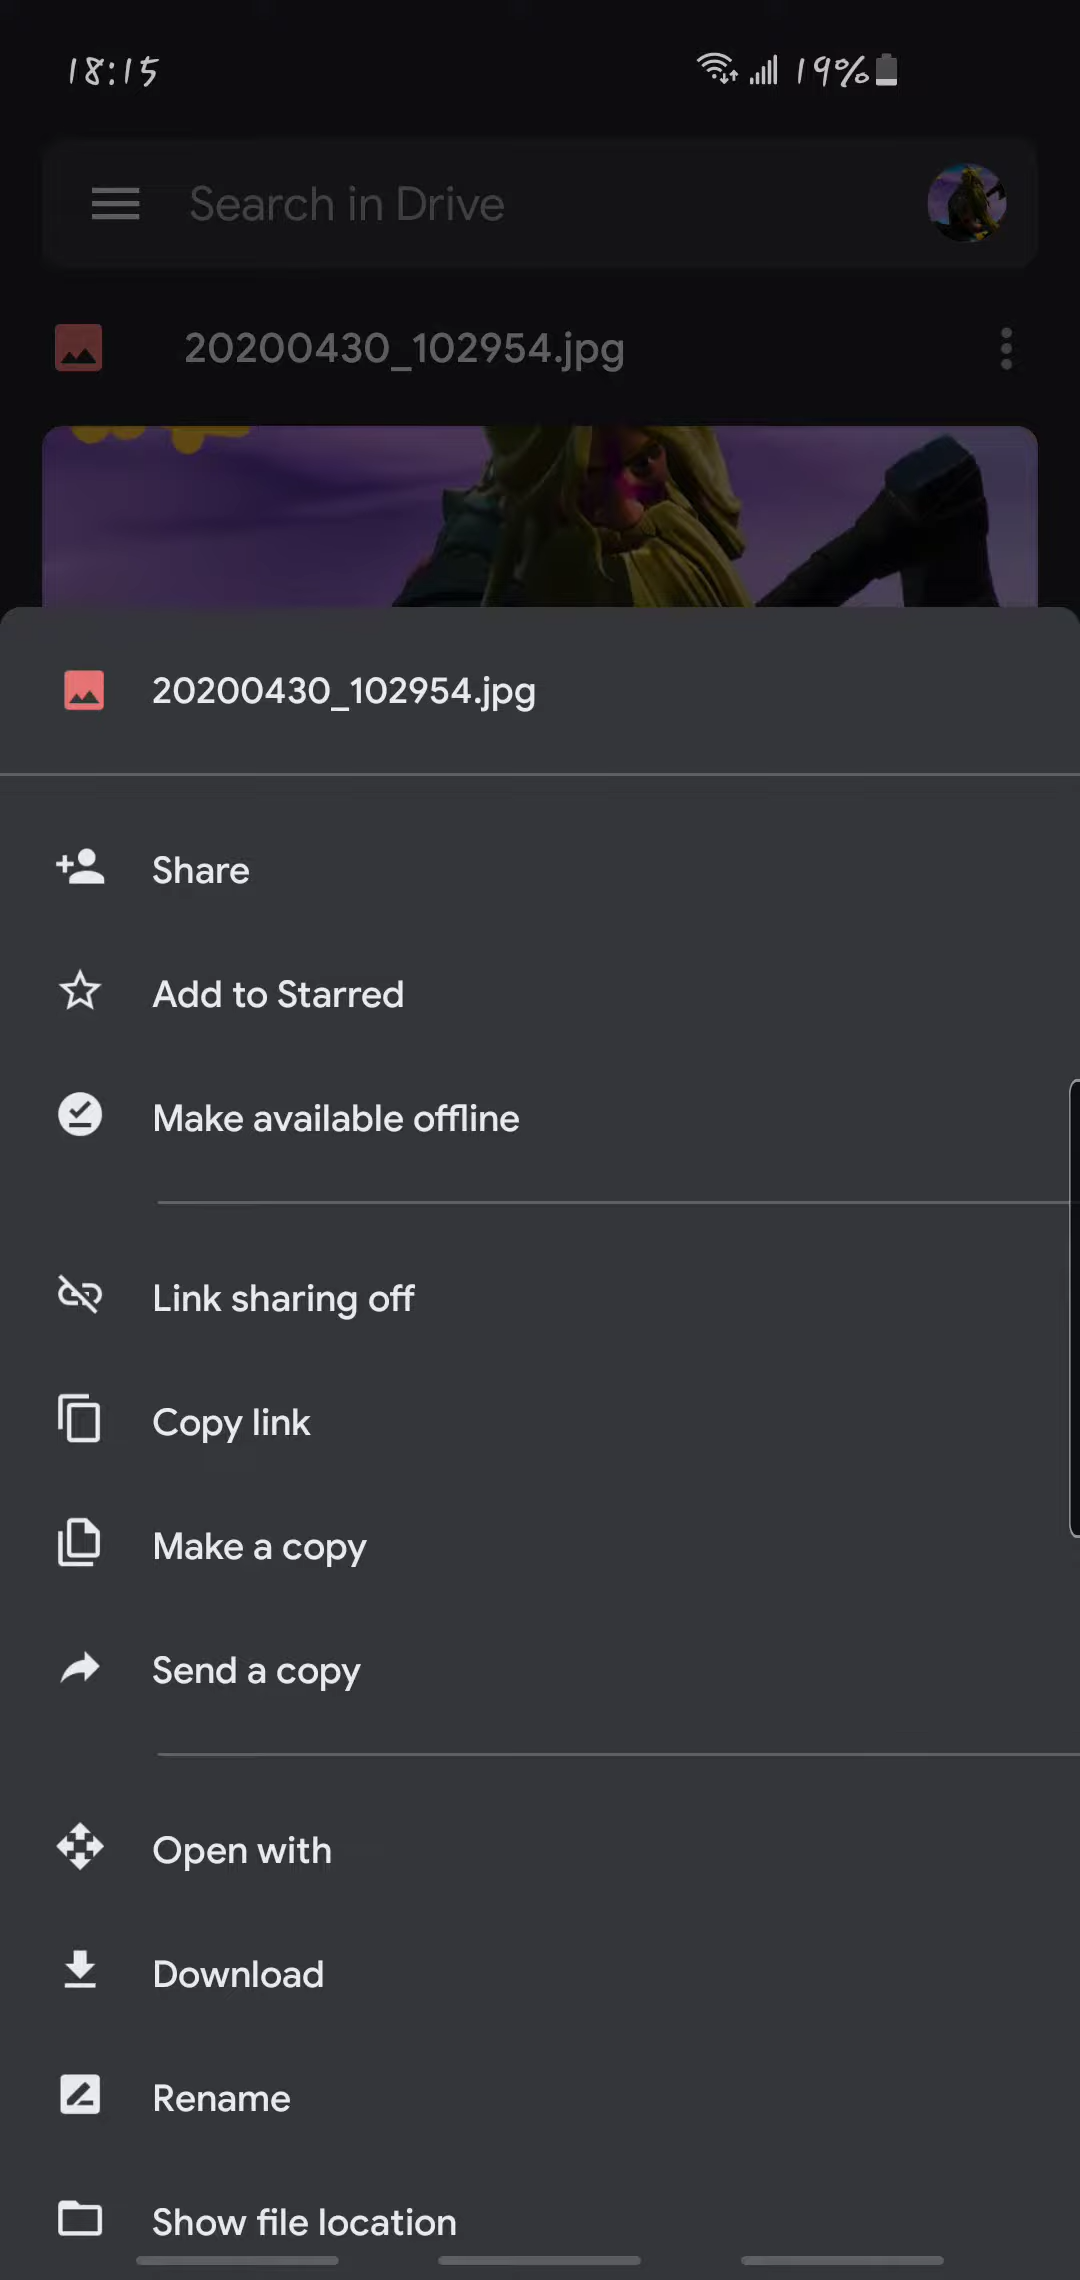 18:15
19%
Search in Drive
20200430_102954.jpg
20200430_102954.jpg
Share
Add to Starred
Make available offline
Link sharing off
Copy link
Make a copy
Send a copy
Open with
Download
Rename
Show file location